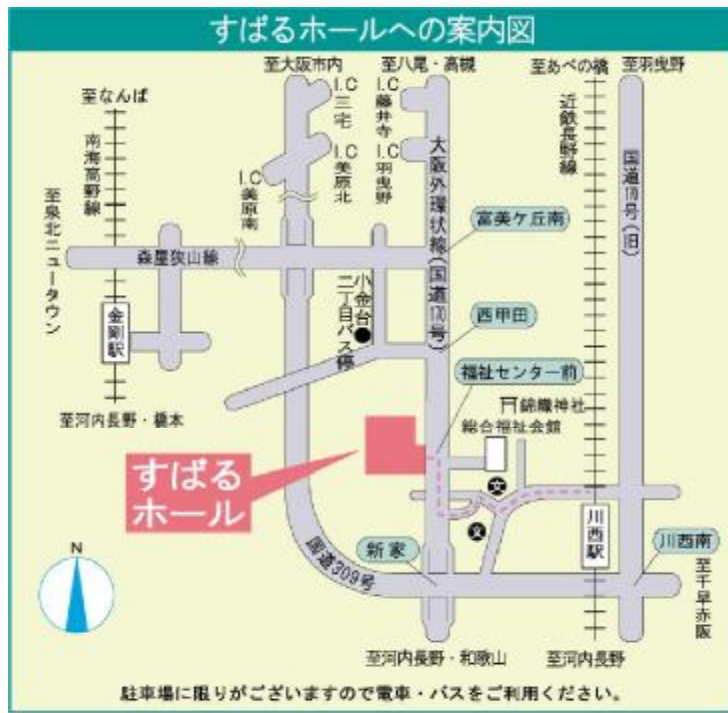 すばるホールへの案内図
至大阪市内
至八尾・高槻
至あべの橋
至羽曳野
至なんば
南海高野線
至泉北ニュータウン
I.C三宅
I.C美原北
I.C美原南
I.C藤井寺
I.C羽曳野
大阪外環状線(国道170号)
近鉄長野線
国道170号(旧)
富美ケ丘南
森屋狭山線
小金台二丁目バス停
西甲田
金剛駅
福祉センター前
錦織神社
総合福祉会館
至河内長野・橋本
すばる
ホール
文
文
川西駅
新家
川西南
国道309号
N
至千早赤阪
至河内長野・和歌山
至河内長野
駐車場に限りがございますので電車・バスをご利用ください。